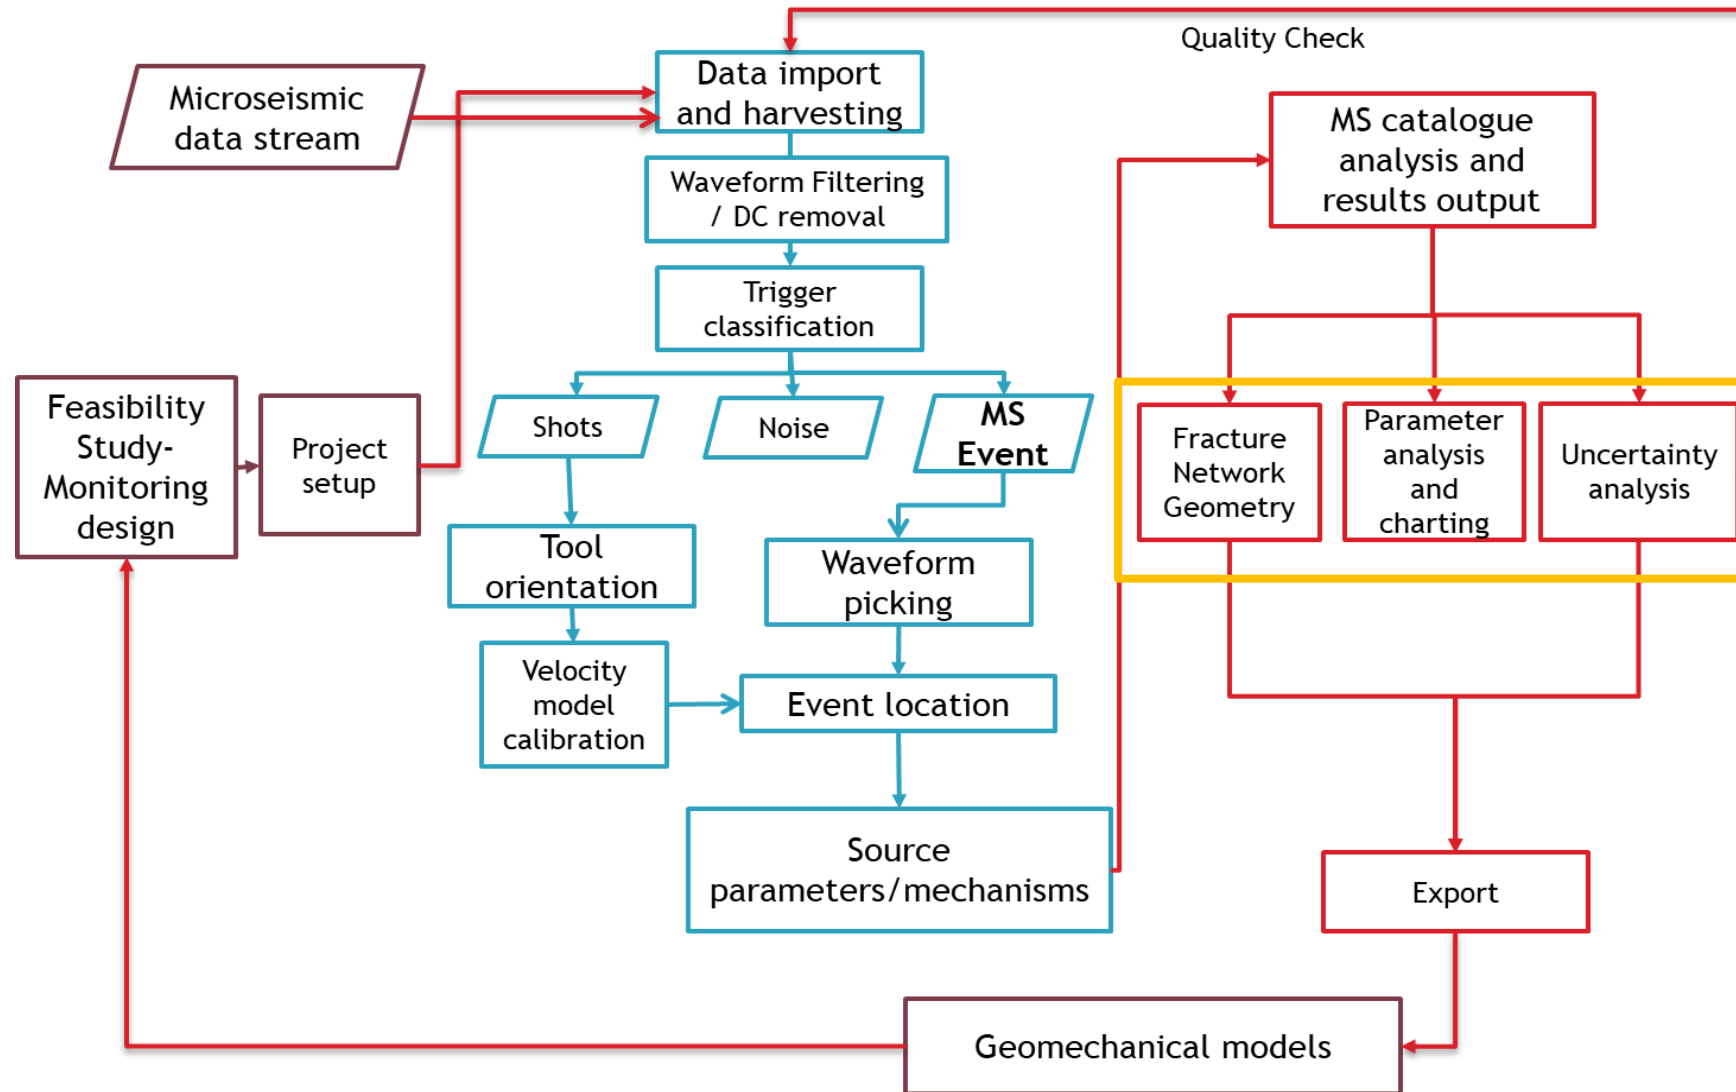 Quality Check
Data import
and harvesting
Microseismic
data stream
MS catalogue
analysis and
results output
Waveform Filtering
/ DC removal
Trigger
classification
Feasibility
Study-
Monitoring
design
Project
setup
Shots
Noise
MS
Event
Fracture
Network
Geometry
Parameter
analysis
and
charting
Uncertainty
analysis
Tool
orientation
Waveform
picking
Velocity
model
calibration
Event location
Source
parameters/mechanisms
Export
Geomechanical models